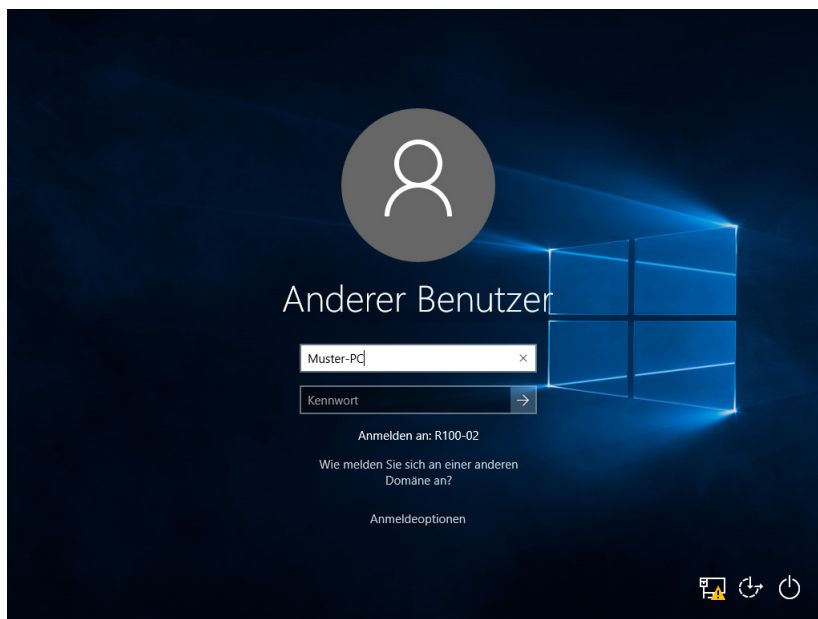 Anderer Benutzer
Muster-PC
Kennwort
Anmelden an: R100-02
Wie melden Sie sich an einer anderen
Domäne an?
Anmeldeoptionen